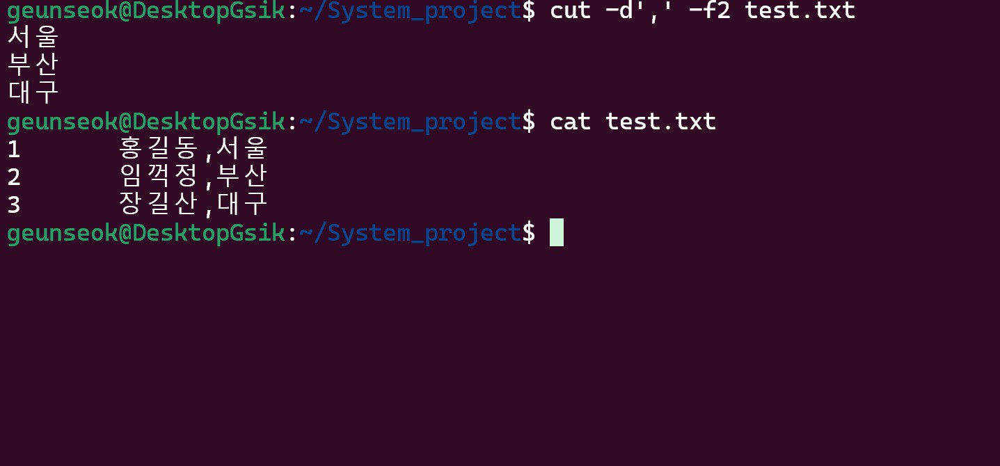 geunseok@DesktopGsik:~/System_project$ cut -d',' -f2 test.txt
서울
부산
대구
geunseok@DesktopGsik:~/System_project$ cat test.txt
1       홍길동,서울
2       임꺽정,부산
3       장길산,대구
geunseok@DesktopGsik:~/System_project$